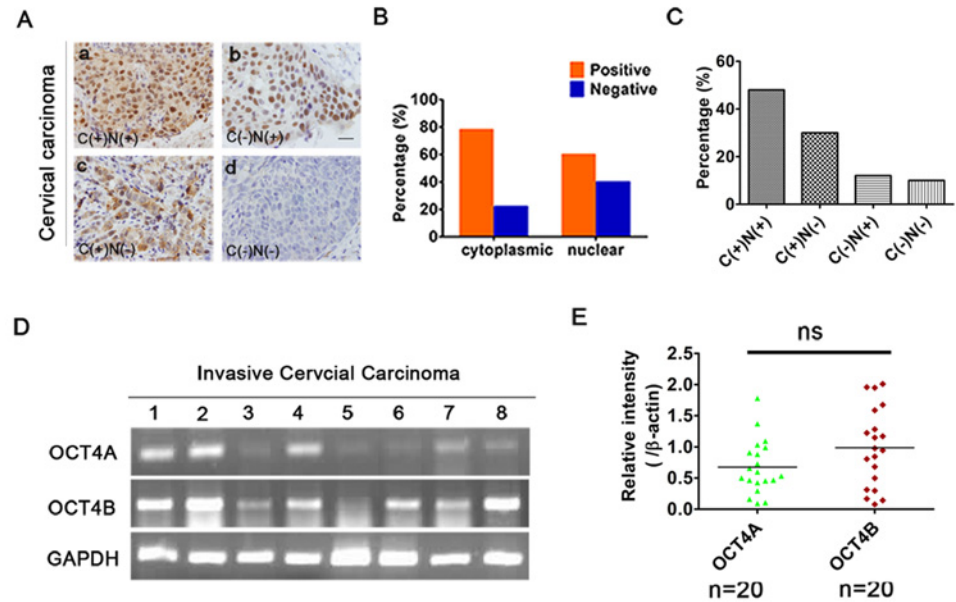 A
Cervical carcinoma
a
C(+)N(+)
b
C(-)N(+)
c
C(+)N(-)
d
C(-)N(-)
B
Positive
Negative
Percentage (%)
100
80
60
40
20
0
cytoplasmic nuclear
C
Percentage (%)
60
40
20
0
C(+)N(+)
C(+)N(-)
C(-)N(+)
C(-)N(-)
D
Invasive Cervcial Carcinoma
1 2 3 4 5 6 7 8
OCT4A
OCT4B
GAPDH
E
ns
Relative intensity
( /β-actin)
2.5
2.0
1.5
1.0
0.5
0.0
OCT4A
OCT4B
n=20 n=20